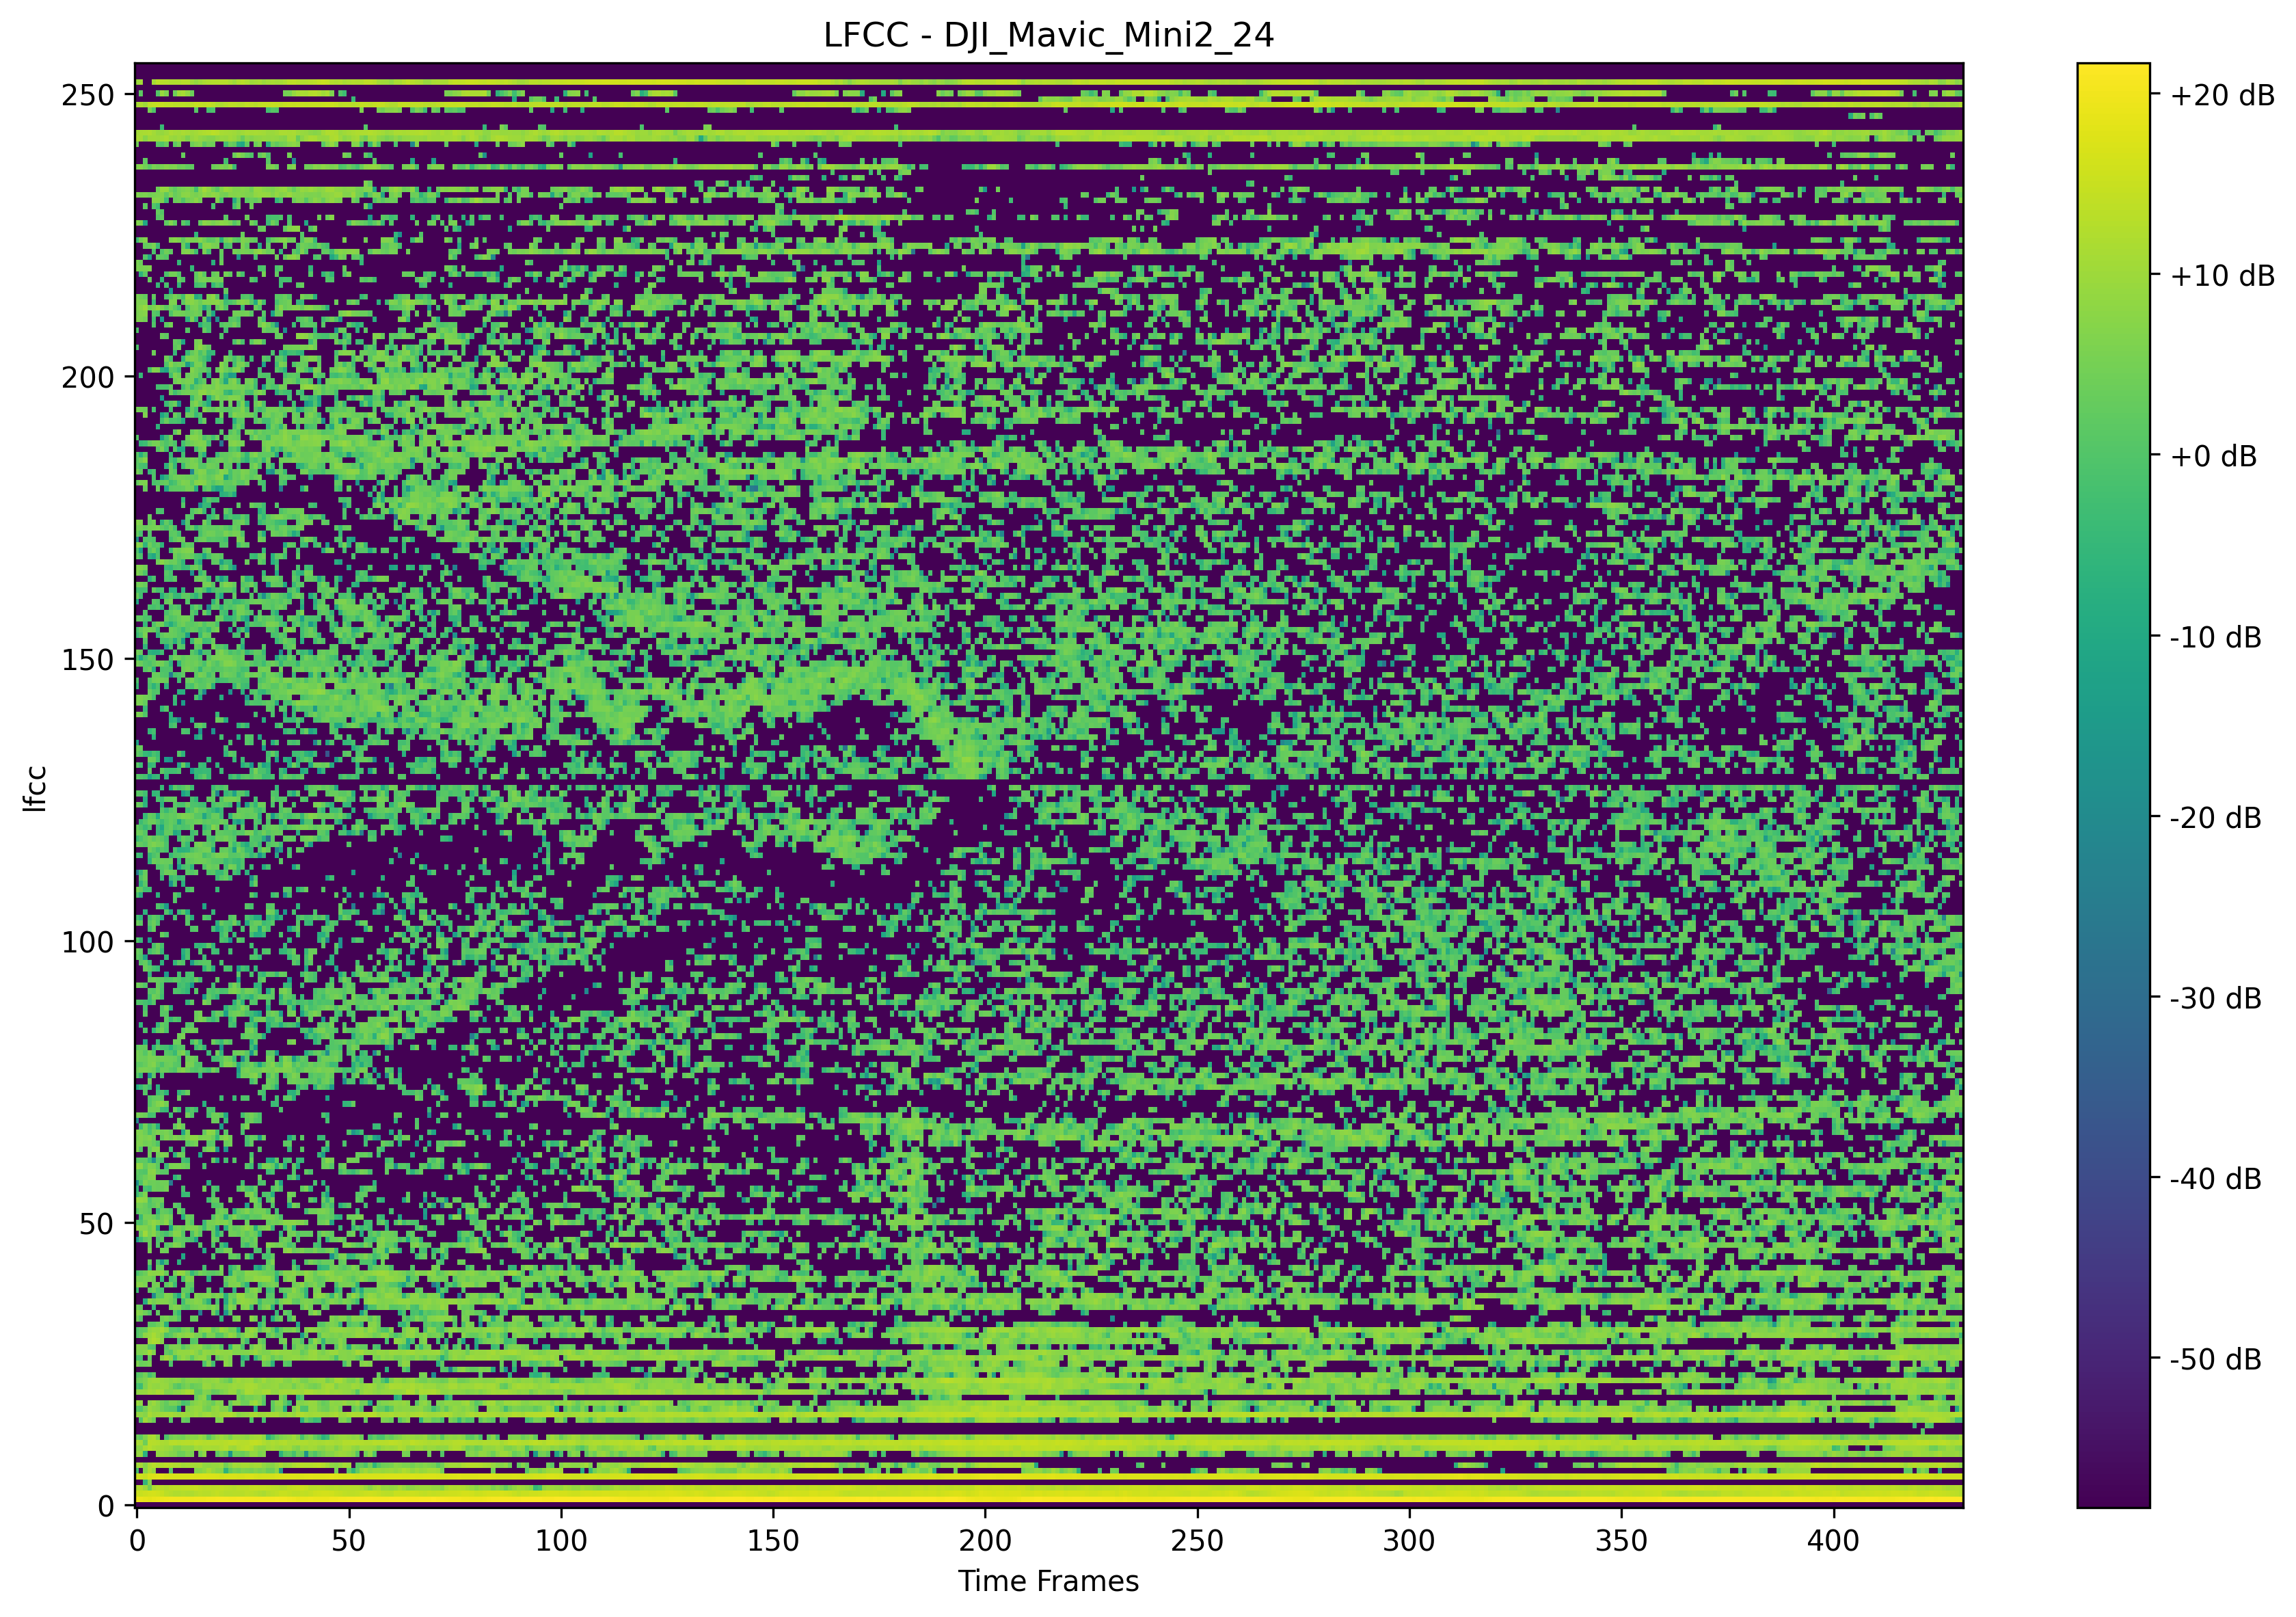 LFCC - DJI_Mavic_Mini2_24
250
200
150
100
50
0
lfcc
0 50 100 150 200 250 300 350 400
Time Frames
+20 dB
+10 dB
+0 dB
-10 dB
-20 dB
-30 dB
-40 dB
-50 dB